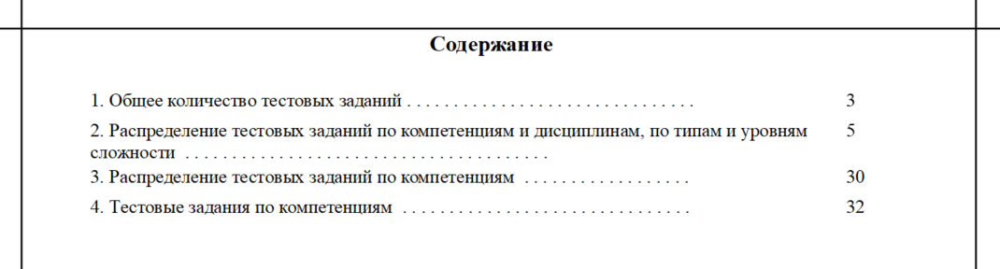 Содержание
1. Общее количество тестовых заданий . . . . . . . . . . . . . . . . . . . . . . . . . . . . . . . 3
2. Распределение тестовых заданий по компетенциям и дисциплинам, по типам и уровням 5
сложности . . . . . . . . . . . . . . . . . . . . . . . . . . . . . . . . . . . . . . .
3. Распределение тестовых заданий по компетенциям . . . . . . . . . . . . . . . . . . 30
4. Тестовые задания по компетенциям . . . . . . . . . . . . . . . . . . . . . . . . . . . . . . . 32